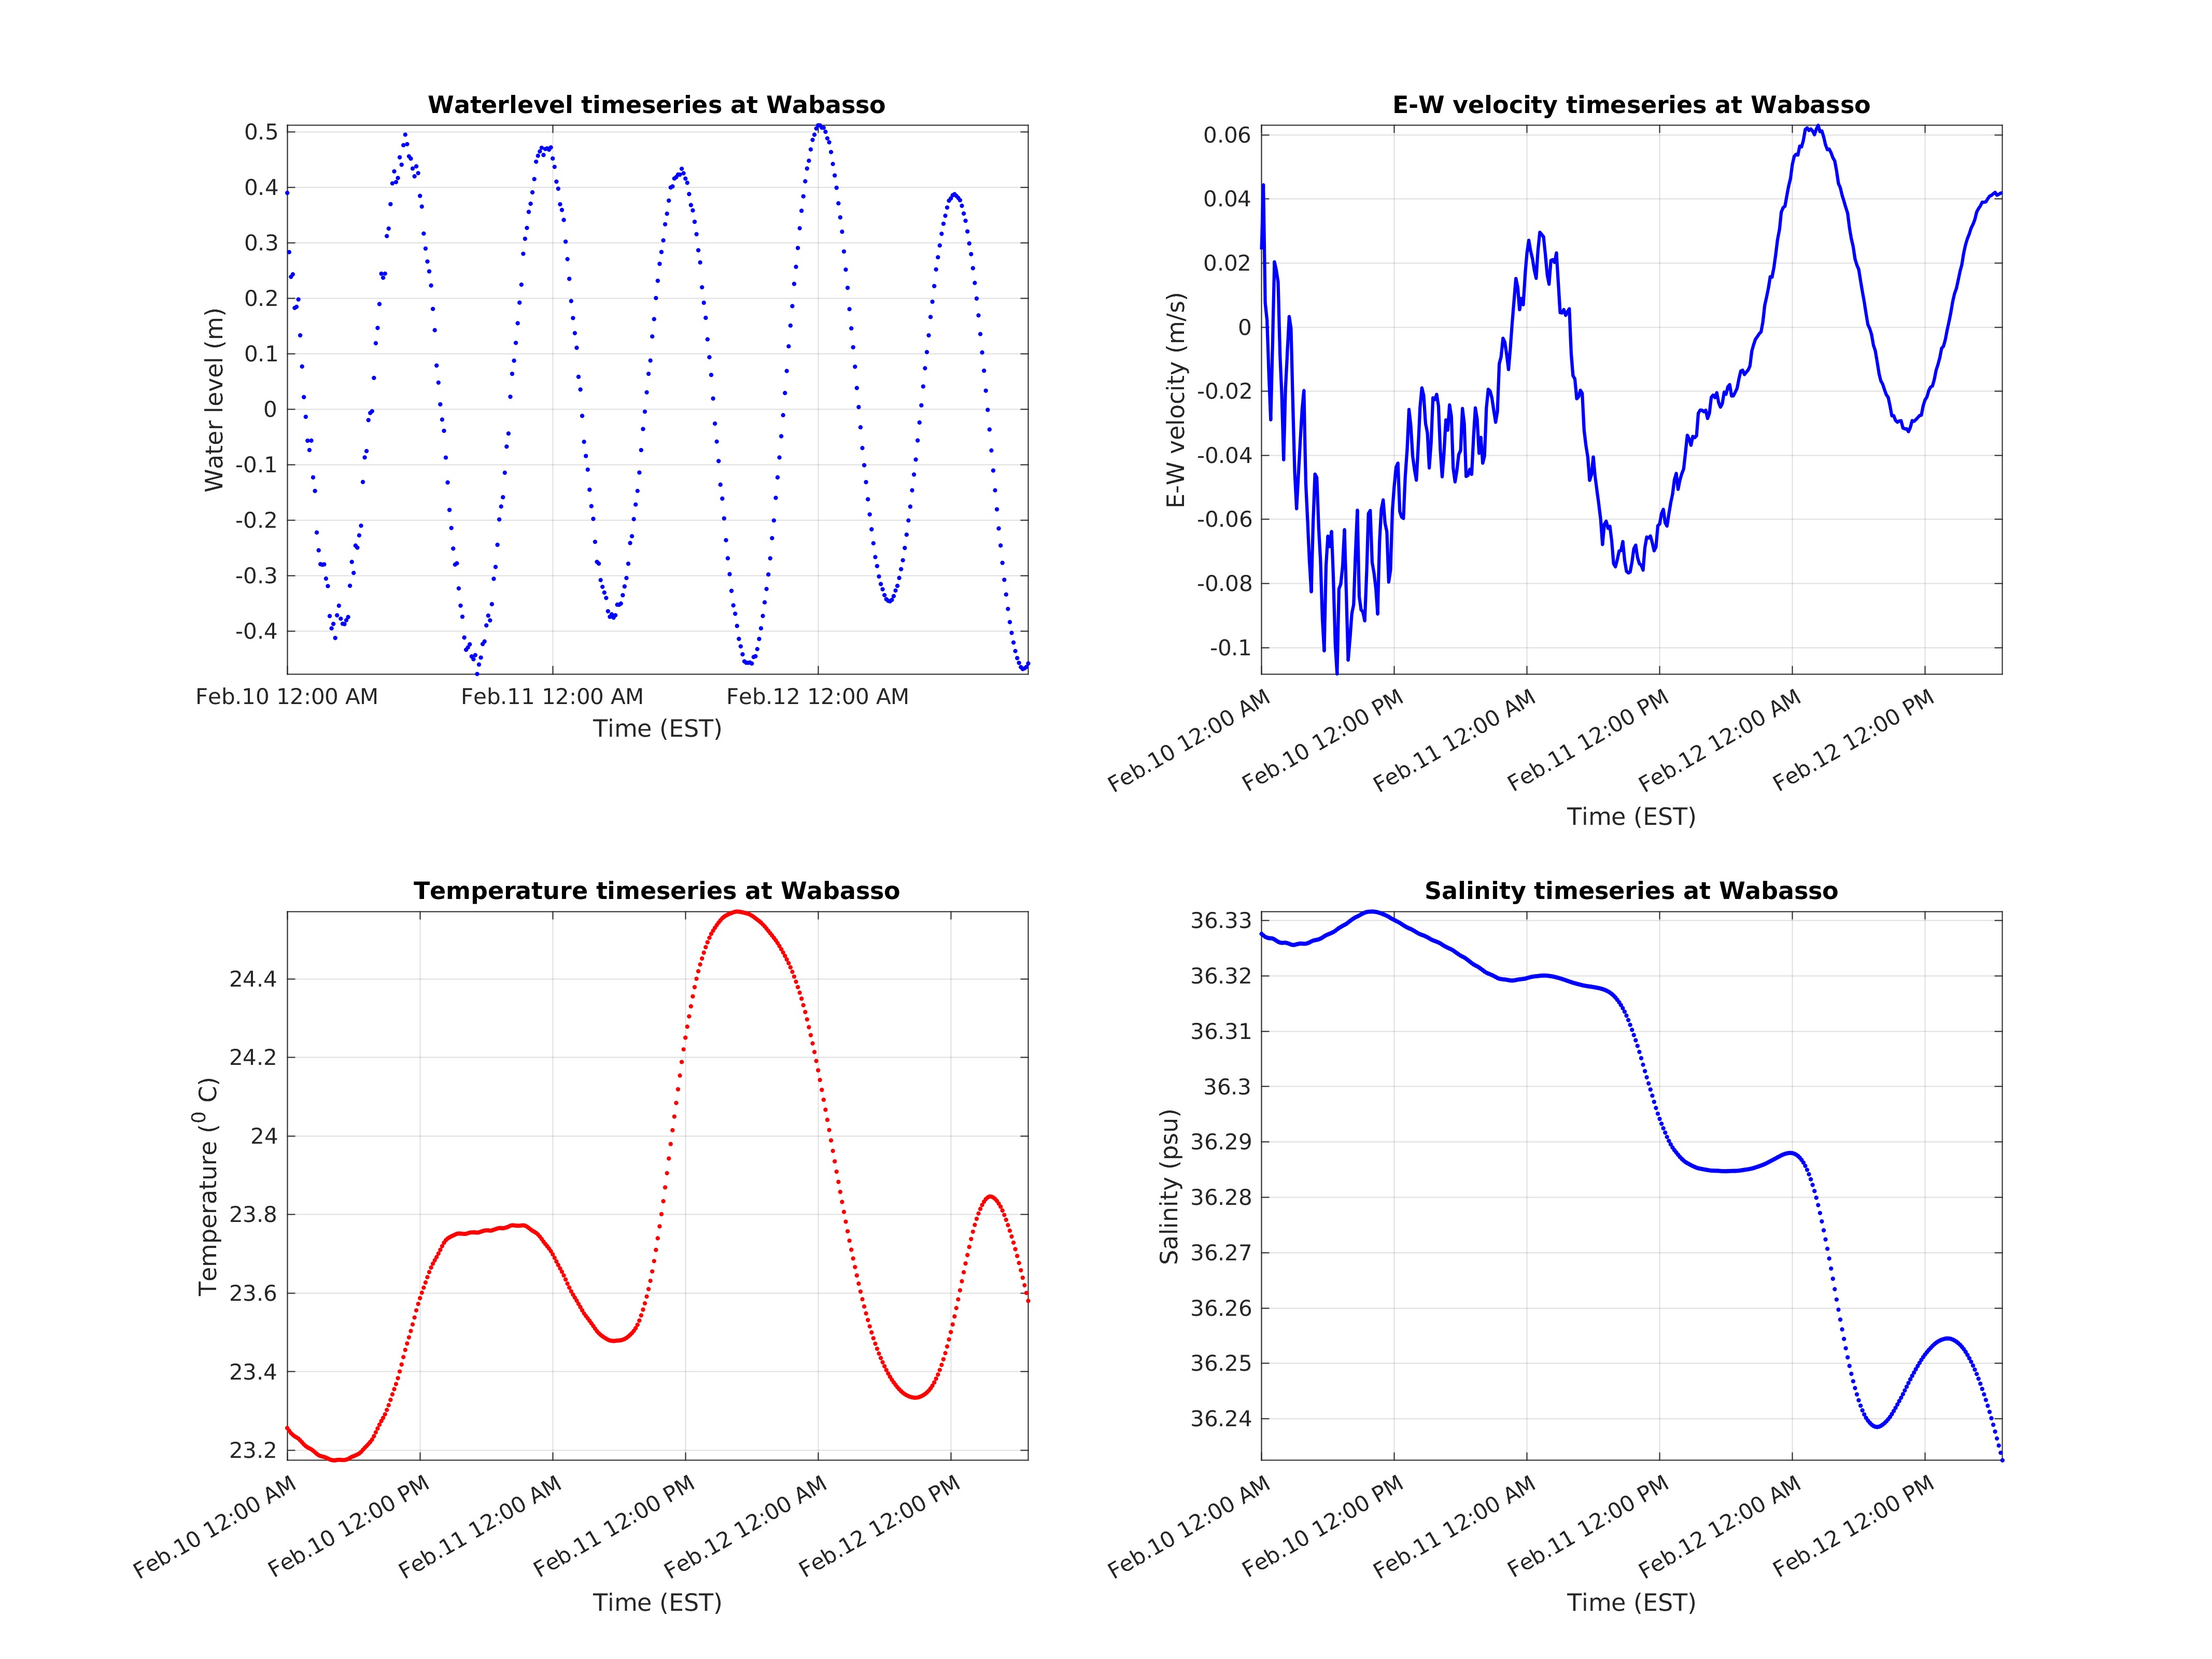 Waterlevel timeseries at Wabasso
0.5
0.4
0.3
0.2
0.1
0
-0.1
-0.2
-0.3
-0.4
Water level (m)
Feb.10 12:00 AM
Feb.11 12:00 AM
Feb.12 12:00 AM
Time (EST)
E-W velocity timeseries at Wabasso
0.06
0.04
0.02
0
-0.02
-0.04
-0.06
-0.08
-0.1
E-W velocity (m/s)
Feb.10 12:00 AM
Feb.10 12:00 PM
Feb.11 12:00 AM
Feb.11 12:00 PM
Feb.12 12:00 AM
Feb.12 12:00 PM
Time (EST)
Temperature timeseries at Wabasso
24.4
24.2
24
23.8
23.6
23.4
23.2
Temperature (⁰ C)
Feb.10 12:00 AM
Feb.10 12:00 PM
Feb.11 12:00 AM
Feb.11 12:00 PM
Feb.12 12:00 AM
Feb.12 12:00 PM
Time (EST)
Salinity timeseries at Wabasso
36.33
36.32
36.31
36.3
36.29
36.28
36.27
36.26
36.25
36.24
Salinity (psu)
Feb.10 12:00 AM
Feb.10 12:00 PM
Feb.11 12:00 AM
Feb.11 12:00 PM
Feb.12 12:00 AM
Feb.12 12:00 PM
Time (EST)